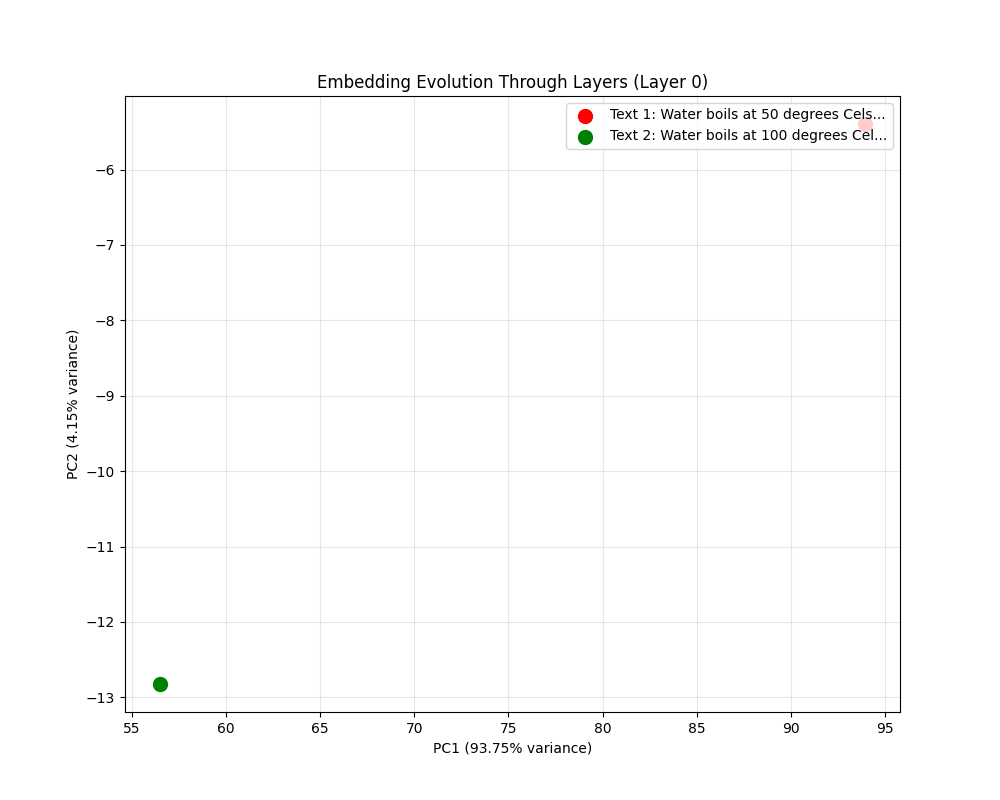 Embedding Evolution Through Layers (Layer 0)
Text 1: Water boils at 50 degrees Cels...
Text 2: Water boils at 100 degrees Cel...
−6
−7
−8
−9
−10
−11
−12
−13
PC2 (4.15% variance)
55 60 65 70 75 80 85 90 95
PC1 (93.75% variance)